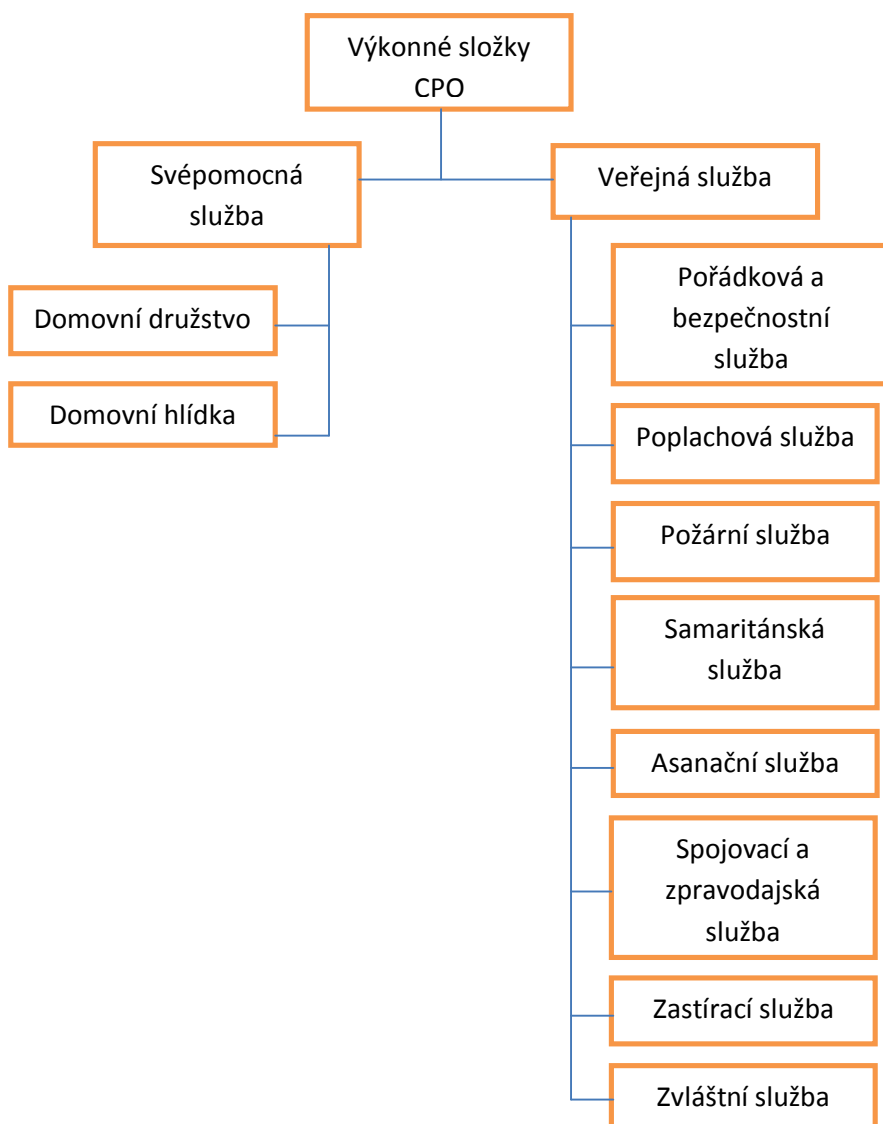 Výkonné složky
CPO
Svépomocná
služba
Veřejná služba
Domovní družstvo
Domovní hlídka
Pořádková a
bezpečnostní
služba
Poplachová služba
Požární služba
Samaritánská
služba
Asanační služba
Spojovací a
zpravodajská
služba
Zastírací služba
Zvláštní služba